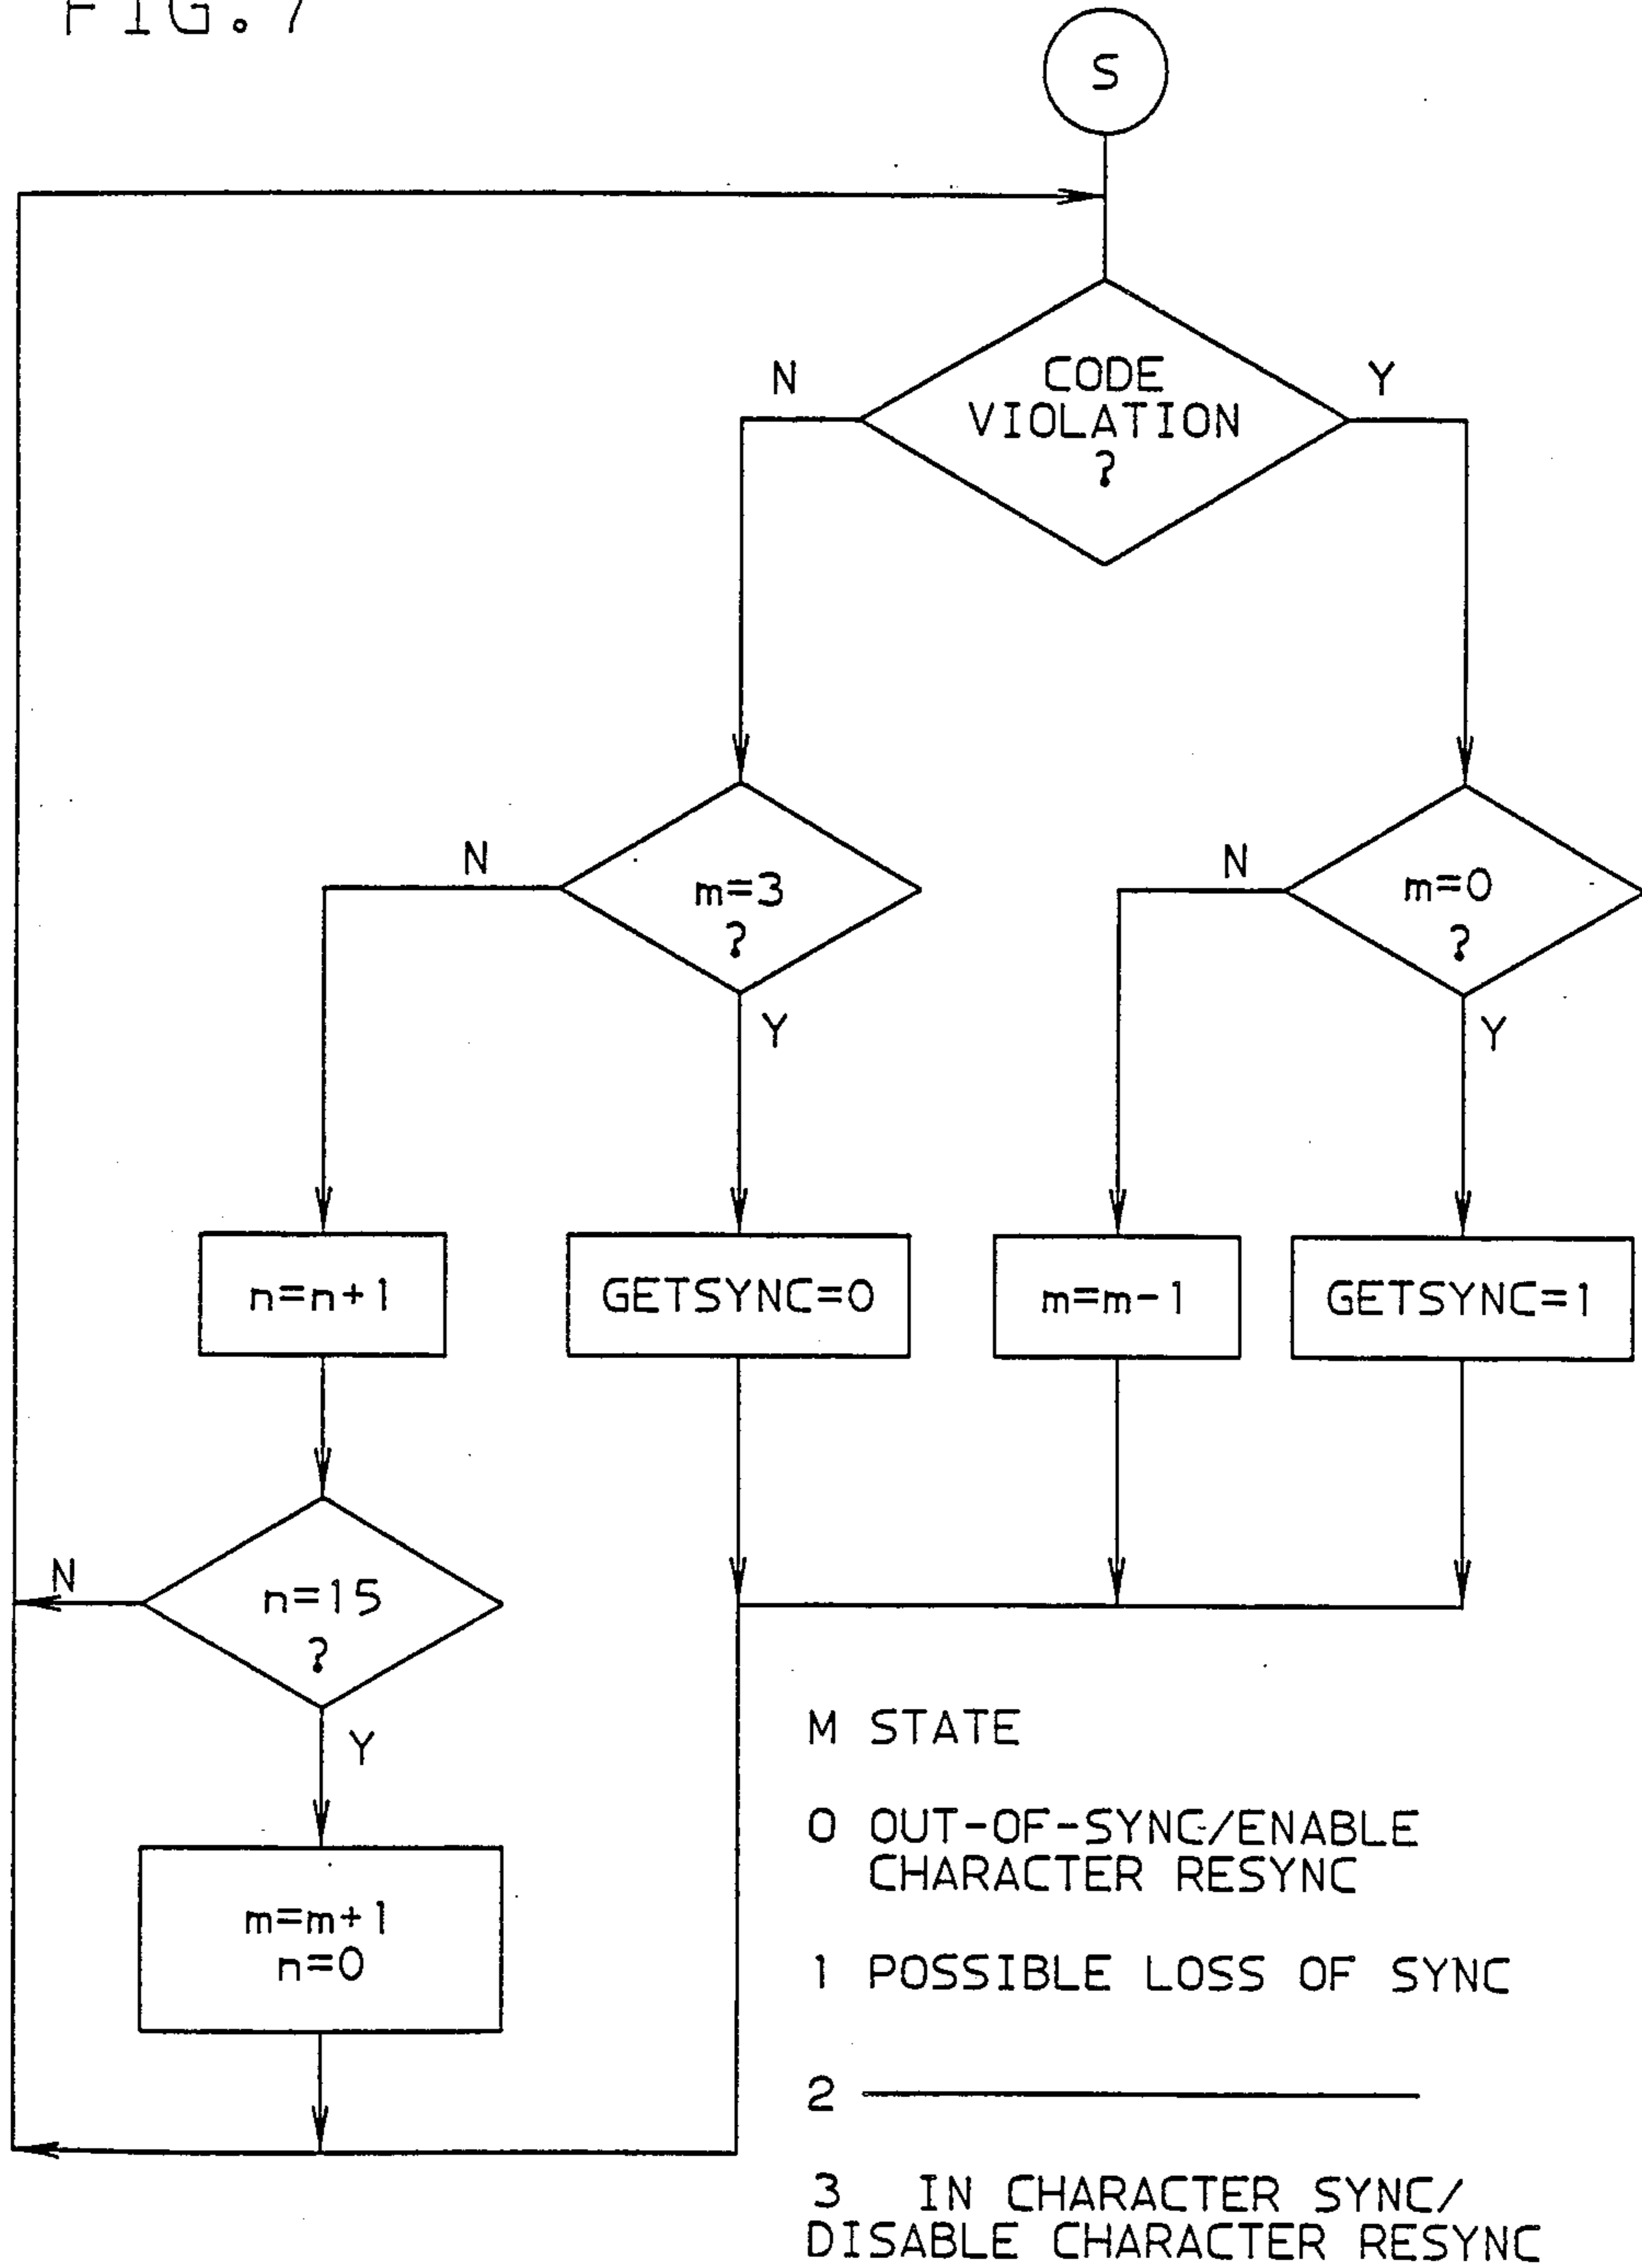 FIG. 7
S
CODE
VIOLATION
?
N
Y
m=3
?
N
Y
m=0
?
N
Y
n=n+1
GETSYNC=0
m=m-1
GETSYNC=1
n=15
?
N
Y
m=m+1
n=0
M STATE
0 OUT-OF-SYNC/ENABLE
CHARACTER RESYNC
1 POSSIBLE LOSS OF SYNC
2
3 IN CHARACTER SYNC/
DISABLE CHARACTER RESYNC